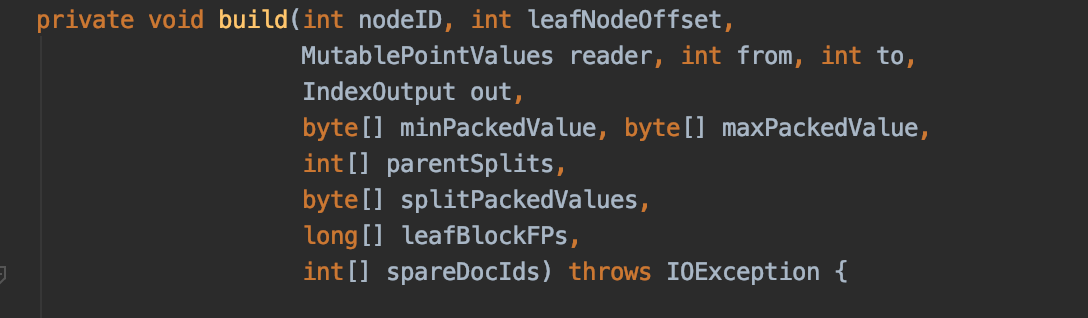 private void build(int nodeID, int leafNodeOffset,
MutablePointValues reader, int from, int to,
IndexOutput out,
byte[] minPackedValue, byte[] maxPackedValue,
int[] parentSplits,
byte[] splitPackedValues,
long[] leafBlockFPs,
int[] spareDocIds) throws IOException {